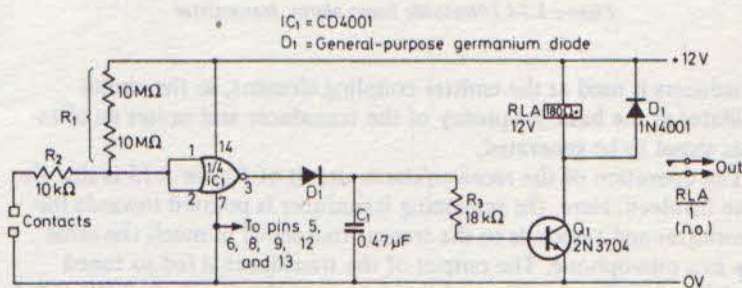 IC1 = CD4001
D1 = General-purpose germanium diode
+12V
10MΩ
R1
10MΩ
R2
10kΩ
Contacts
1
2
14
1/4
IC1
3
7
To pins 5,
6, 8, 9, 12
and 13
D1
C1
0.47μF
R3
18kΩ
RLA
12V
180Ω
D1
1N4001
Q1
2N3704
Out
RLA
(n.o.)
0V